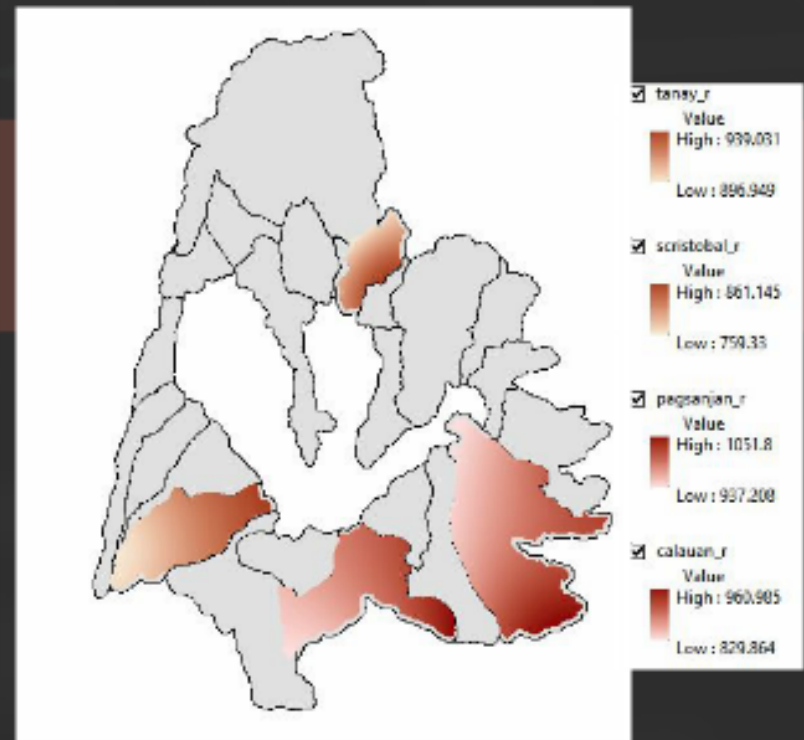 tanay_r
Value
High : 939.031
Low : 896.949
scristobal_r
Value
High : 861.145
Low : 759.33
pagsanjan_r
Value
High : 1051.8
Low : 937.208
calauan_r
Value
High : 960.985
Low : 829.864